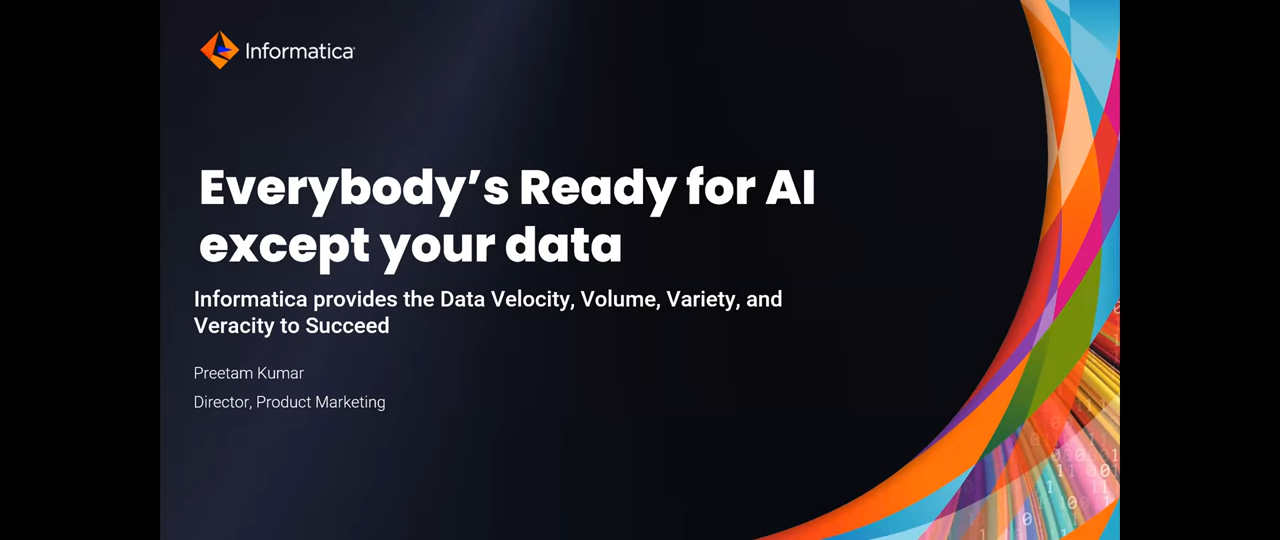 Informatica
Everybody’s Ready for AI
except your data
Informatica provides the Data Velocity, Volume, Variety, and
Veracity to Succeed
Preetam Kumar
Director, Product Marketing